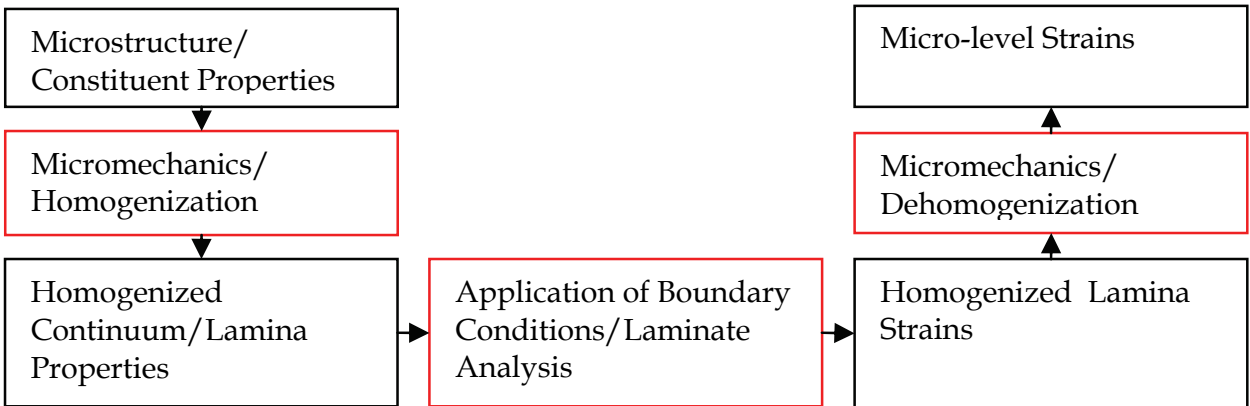 Microstructure/
Constituent Properties
Micromechanics/
Homogenization
Homogenized
Continuum/Lamina
Properties
Application of Boundary
Conditions/Laminate
Analysis
Homogenized Lamina
Strains
Micromechanics/
Dehomogenization
Micro-level Strains